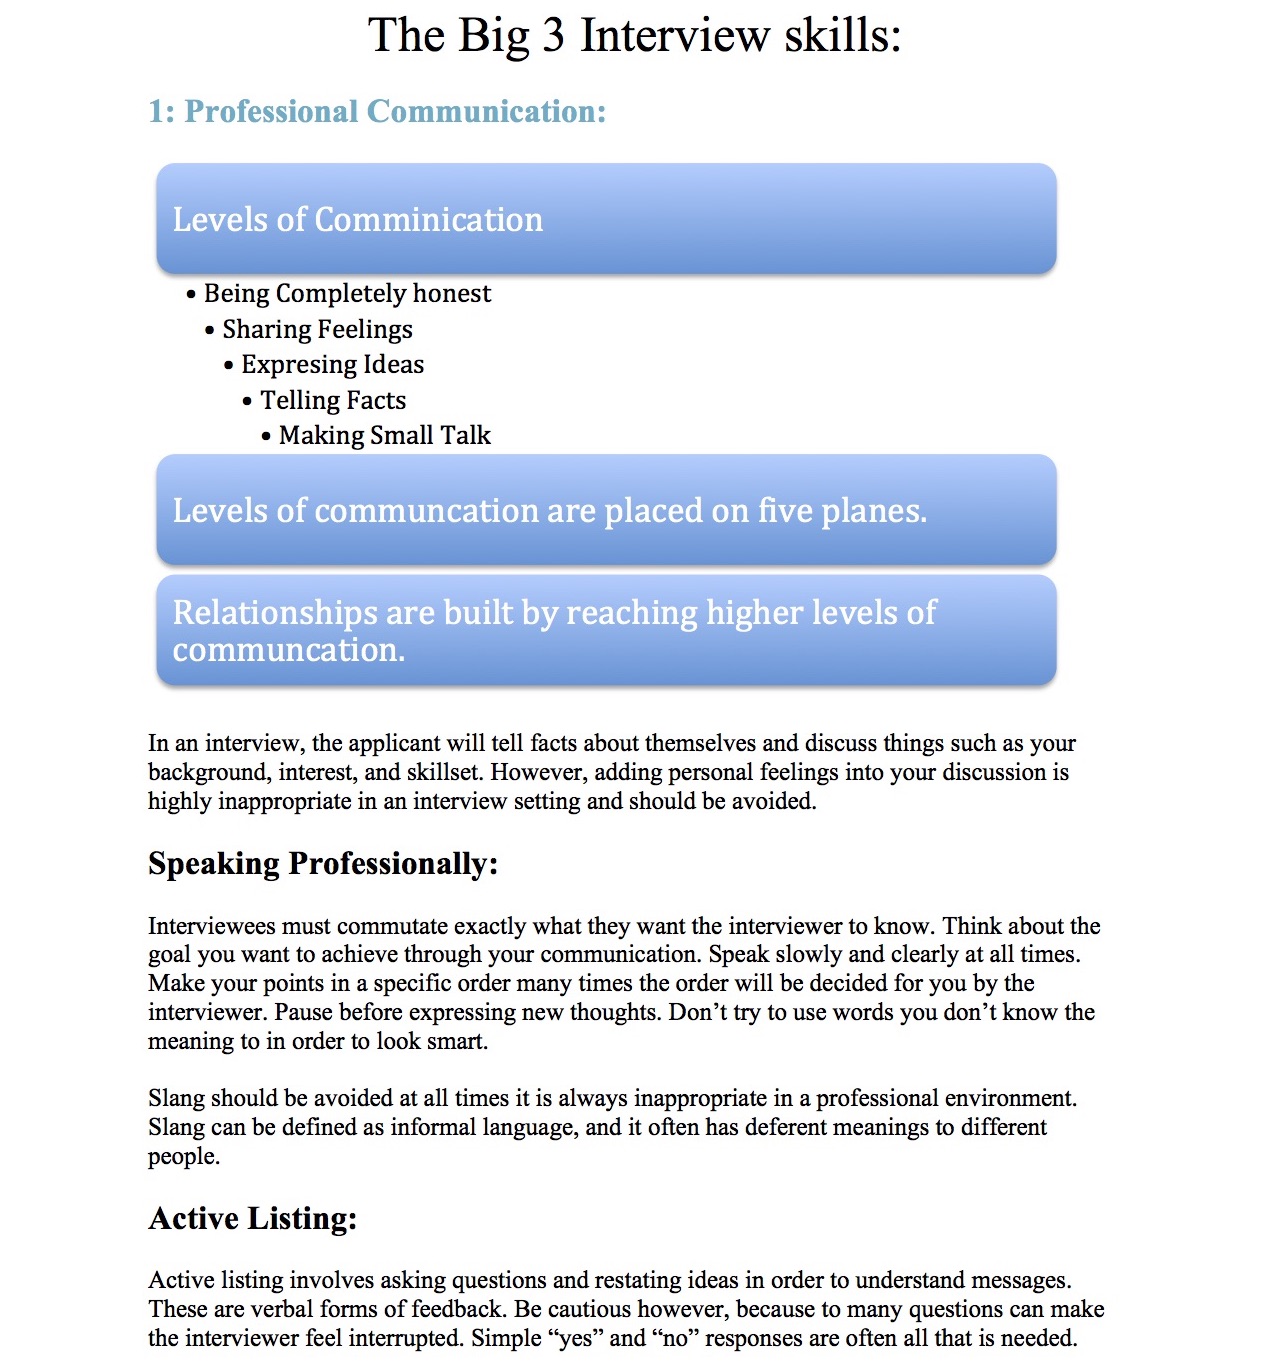 The Big 3 Interview skills:
1: Professional Communication:
Levels of Comminication
• Being Completely honest
• Sharing Feelings
• Expresing Ideas
• Telling Facts
• Making Small Talk
Levels of communcation are placed on five planes.
Relationships are built by reaching higher levels of
communcation.
In an interview, the applicant will tell facts about themselves and discuss things such as your
background, interest, and skillset. However, adding personal feelings into your discussion is
highly inappropriate in an interview setting and should be avoided.
Speaking Professionally:
Interviewees must commutate exactly what they want the interviewer to know. Think about the
goal you want to achieve through your communication. Speak slowly and clearly at all times.
Make your points in a specific order many times the order will be decided for you by the
interviewer. Pause before expressing new thoughts. Don’t try to use words you don’t know the
meaning to in order to look smart.
Slang should be avoided at all times it is always inappropriate in a professional environment.
Slang can be defined as informal language, and it often has deferent meanings to different
people.
Active Listing:
Active listing involves asking questions and restating ideas in order to understand messages.
These are verbal forms of feedback. Be cautious however, because to many questions can make
the interviewer feel interrupted. Simple “yes” and “no” responses are often all that is needed.